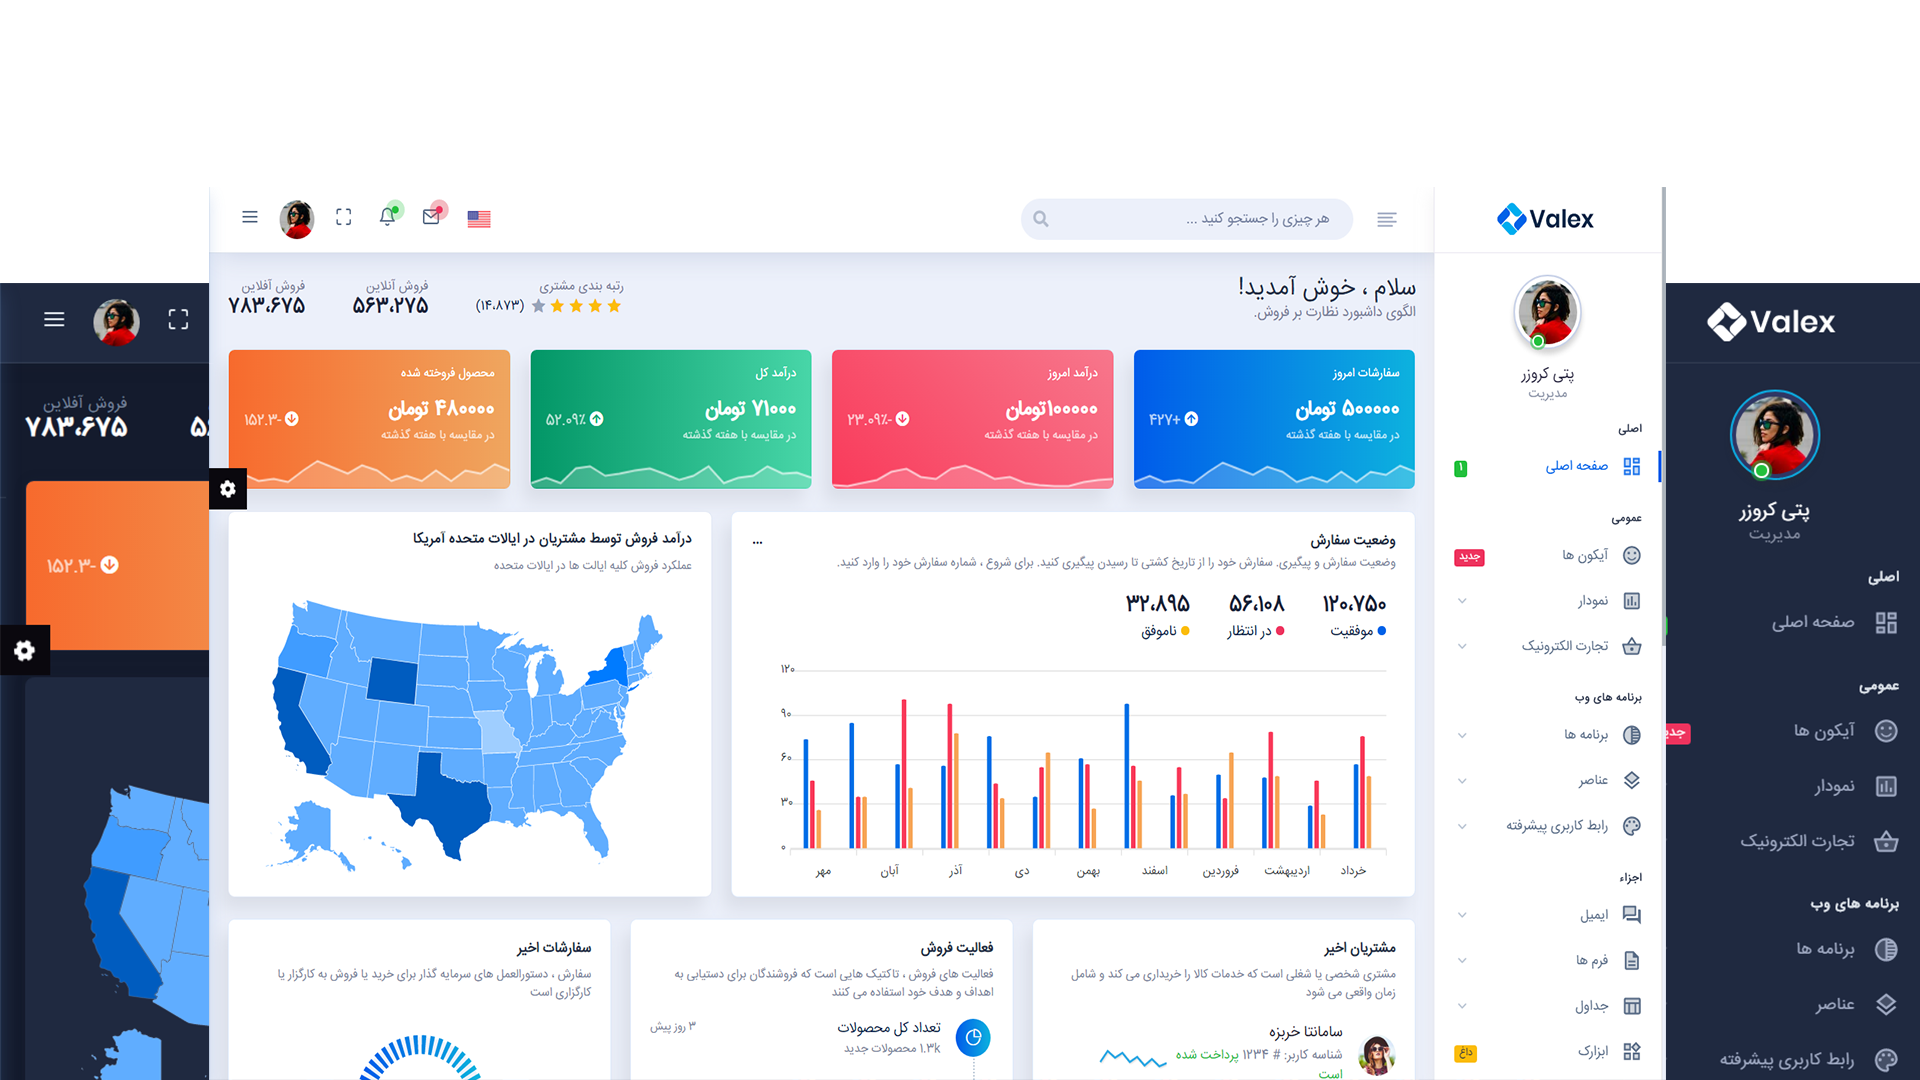 هر چیزی را جستجو کنید ...
Valex
سلام ، خوش آمدید!
الگوی داشبورد نظارت بر فروش.
رتبه بندی مشتری
(۱۴،۸۷۳)
فروش آنلاین
۵۶۳،۲۷۵
فروش آفلاین
۷۸۳،۶۷۵
سفارشات امروز
۵۰۰۰۰۰ تومان
در مقایسه با هفته گذشته
+۴۲۷
درآمد امروز
۱۰۰۰۰۰تومان
در مقایسه با هفته گذشته
-۲۳.۰۹٪
درآمد کل
۷۱۰۰۰ تومان
در مقایسه با هفته گذشته
۵۲.۰۹٪
محصول فروخته شده
۴۸۰۰۰۰ تومان
در مقایسه با هفته گذشته
-۱۵۲.۳
وضعیت سفارش
...
وضعیت سفارش و پیگیری. سفارش خود را از تاریخ کشتی تا رسیدن پیگیری کنید. برای شروع ، شماره سفارش خود را وارد کنید.
۱۲۰،۷۵۰
موفقیت
۵۶،۱۰۸
در انتظار
۳۲،۸۹۵
ناموفق
۱۲۰
۹۰
۶۰
۳۰
۰
مهر
آبان
آذر
دی
بهمن
اسفند
فروردین
اردیبهشت
خرداد
درآمد فروش توسط مشتریان در ایالات متحده آمریکا
عملکرد فروش کلیه ایالت ها در ایالات متحده
مشتریان اخیر
مشتری شخصی یا شغلی است که خدمات کالا را خریداری می کند و شامل
زمان واقعی می شود
سامانتا خربزه
شناسه کاربر: # ۱۲۳۴ پرداخت شده
است
فعالیت فروش
فعالیت های فروش ، تاکتیک هایی است که فروشندگان برای دستیابی به
اهداف و هدف خود استفاده می کنند
تعداد کل محصولات
۱.۳k محصولات جدید
۳ روز پیش
سفارشات اخیر
سفارش ، دستورالعمل های سرمایه گذار برای خرید یا فروش به کارگزار یا
کارگزاری است
پتی کروزر
مدیریت
اصلی
صفحه اصلی
۱
عمومی
آیکون ها
جدید
نمودار
تجارت الکترونیک
برنامه های وب
برنامه ها
عناصر
رابط کاربری پیشرفته
اجزاء
ایمیل
فرم ها
جداول
ابزارک
داغ
Valex
پتی کروزر
مدیریت
اصلی
صفحه اصلی
عمومی
آیکون ها
نمودار
تجارت الکترونیک
برنامه های وب
برنامه ها
عناصر
رابط کاربری پیشرفته
فروش آفلاین
۷۸۳،۶۷۵
-۱۵۲.۳